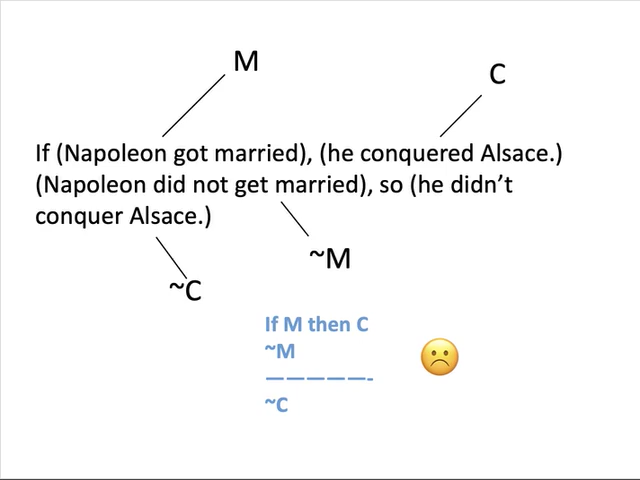 M
C
If (Napoleon got married), (he conquered Alsace.)
(Napoleon did not get married), so (he didn’t
conquer Alsace.)
~M
~C
If M then C
~M
—————-
~C